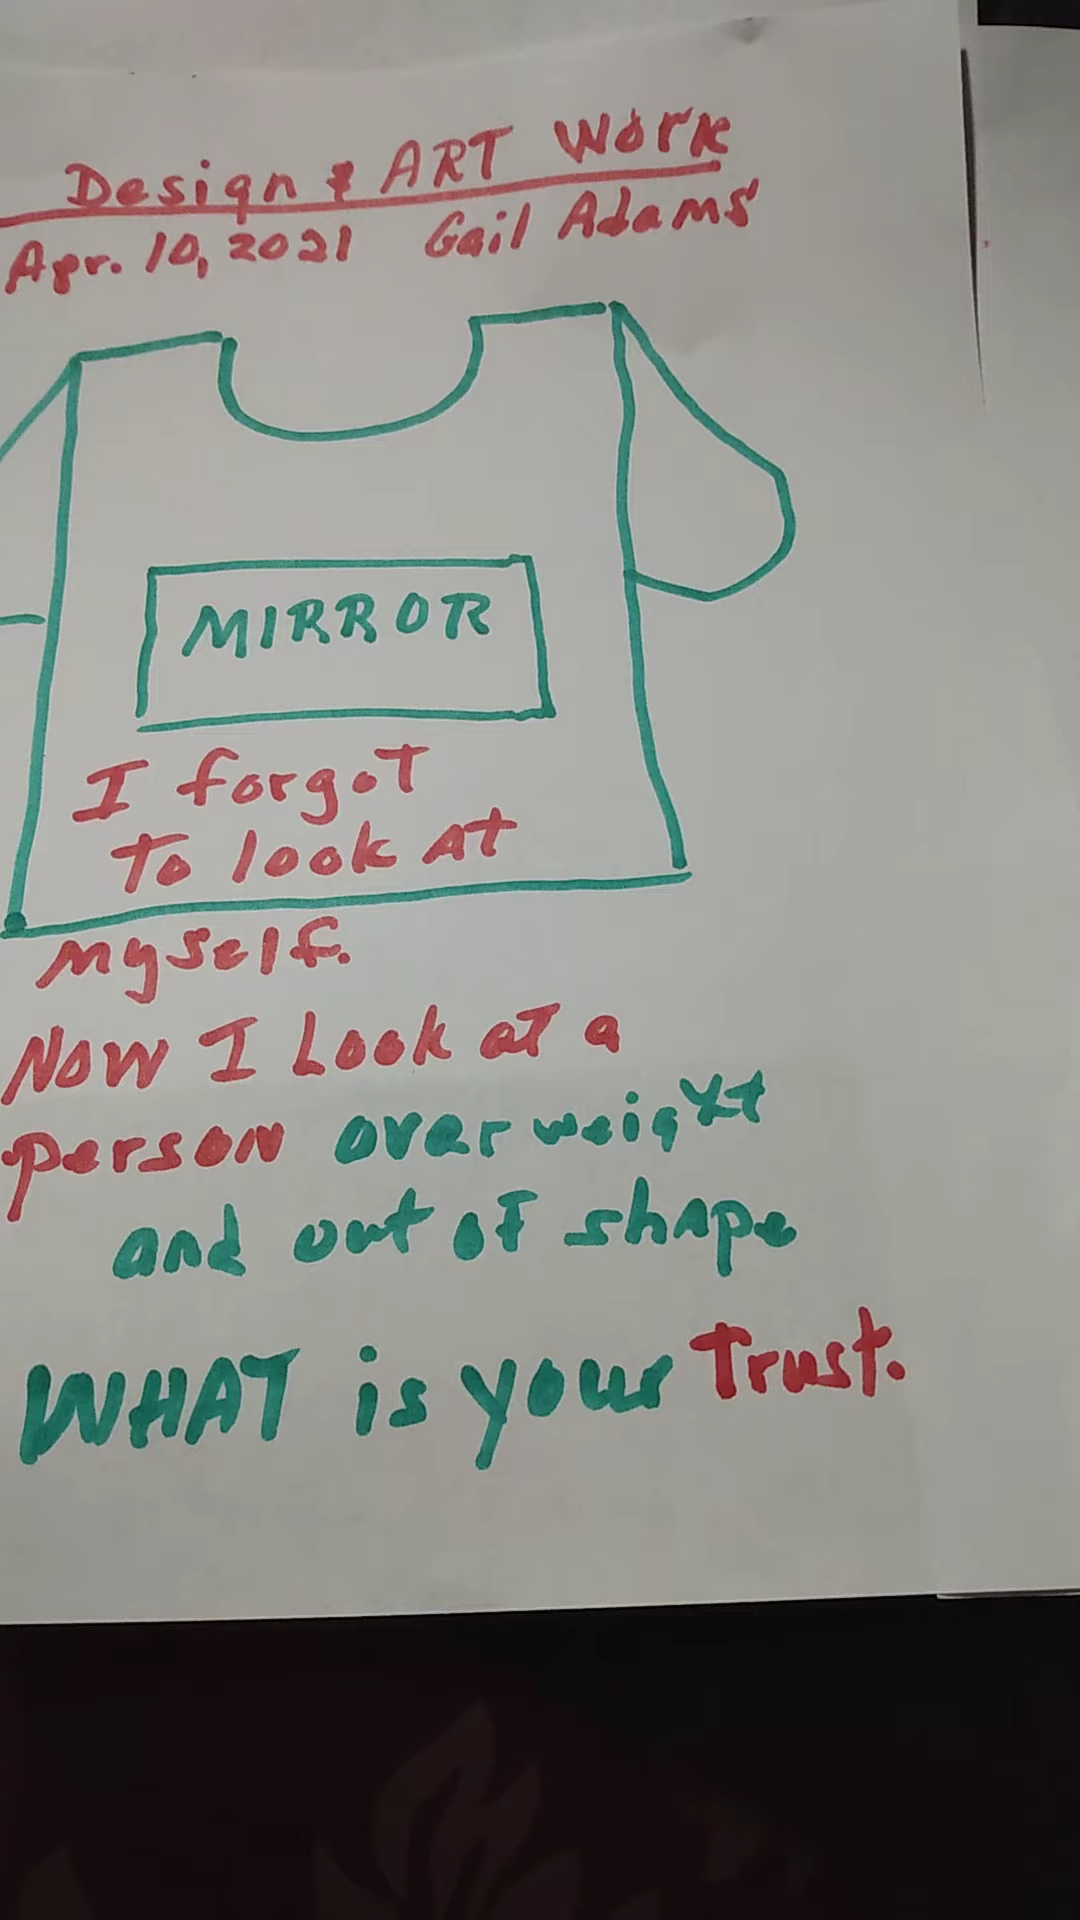 Design & ART Work
Apr. 10, 2021 Gail Adams
MIRROR
I forgot
To look at
myself.
Now I Look at a
person overweight
and out of shape
WHAT is your Trust.